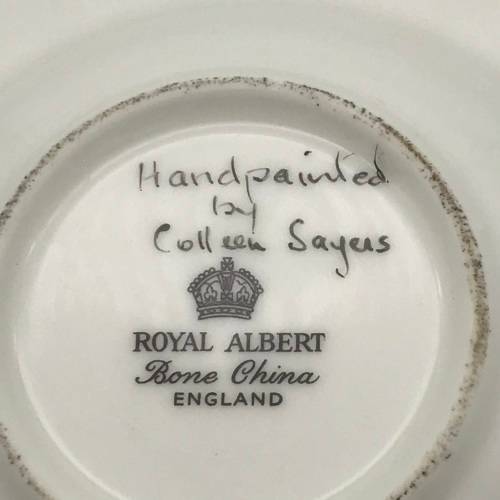 Handpainted
by
Colleen Sayers
ROYAL ALBERT
Bone China
ENGLAND